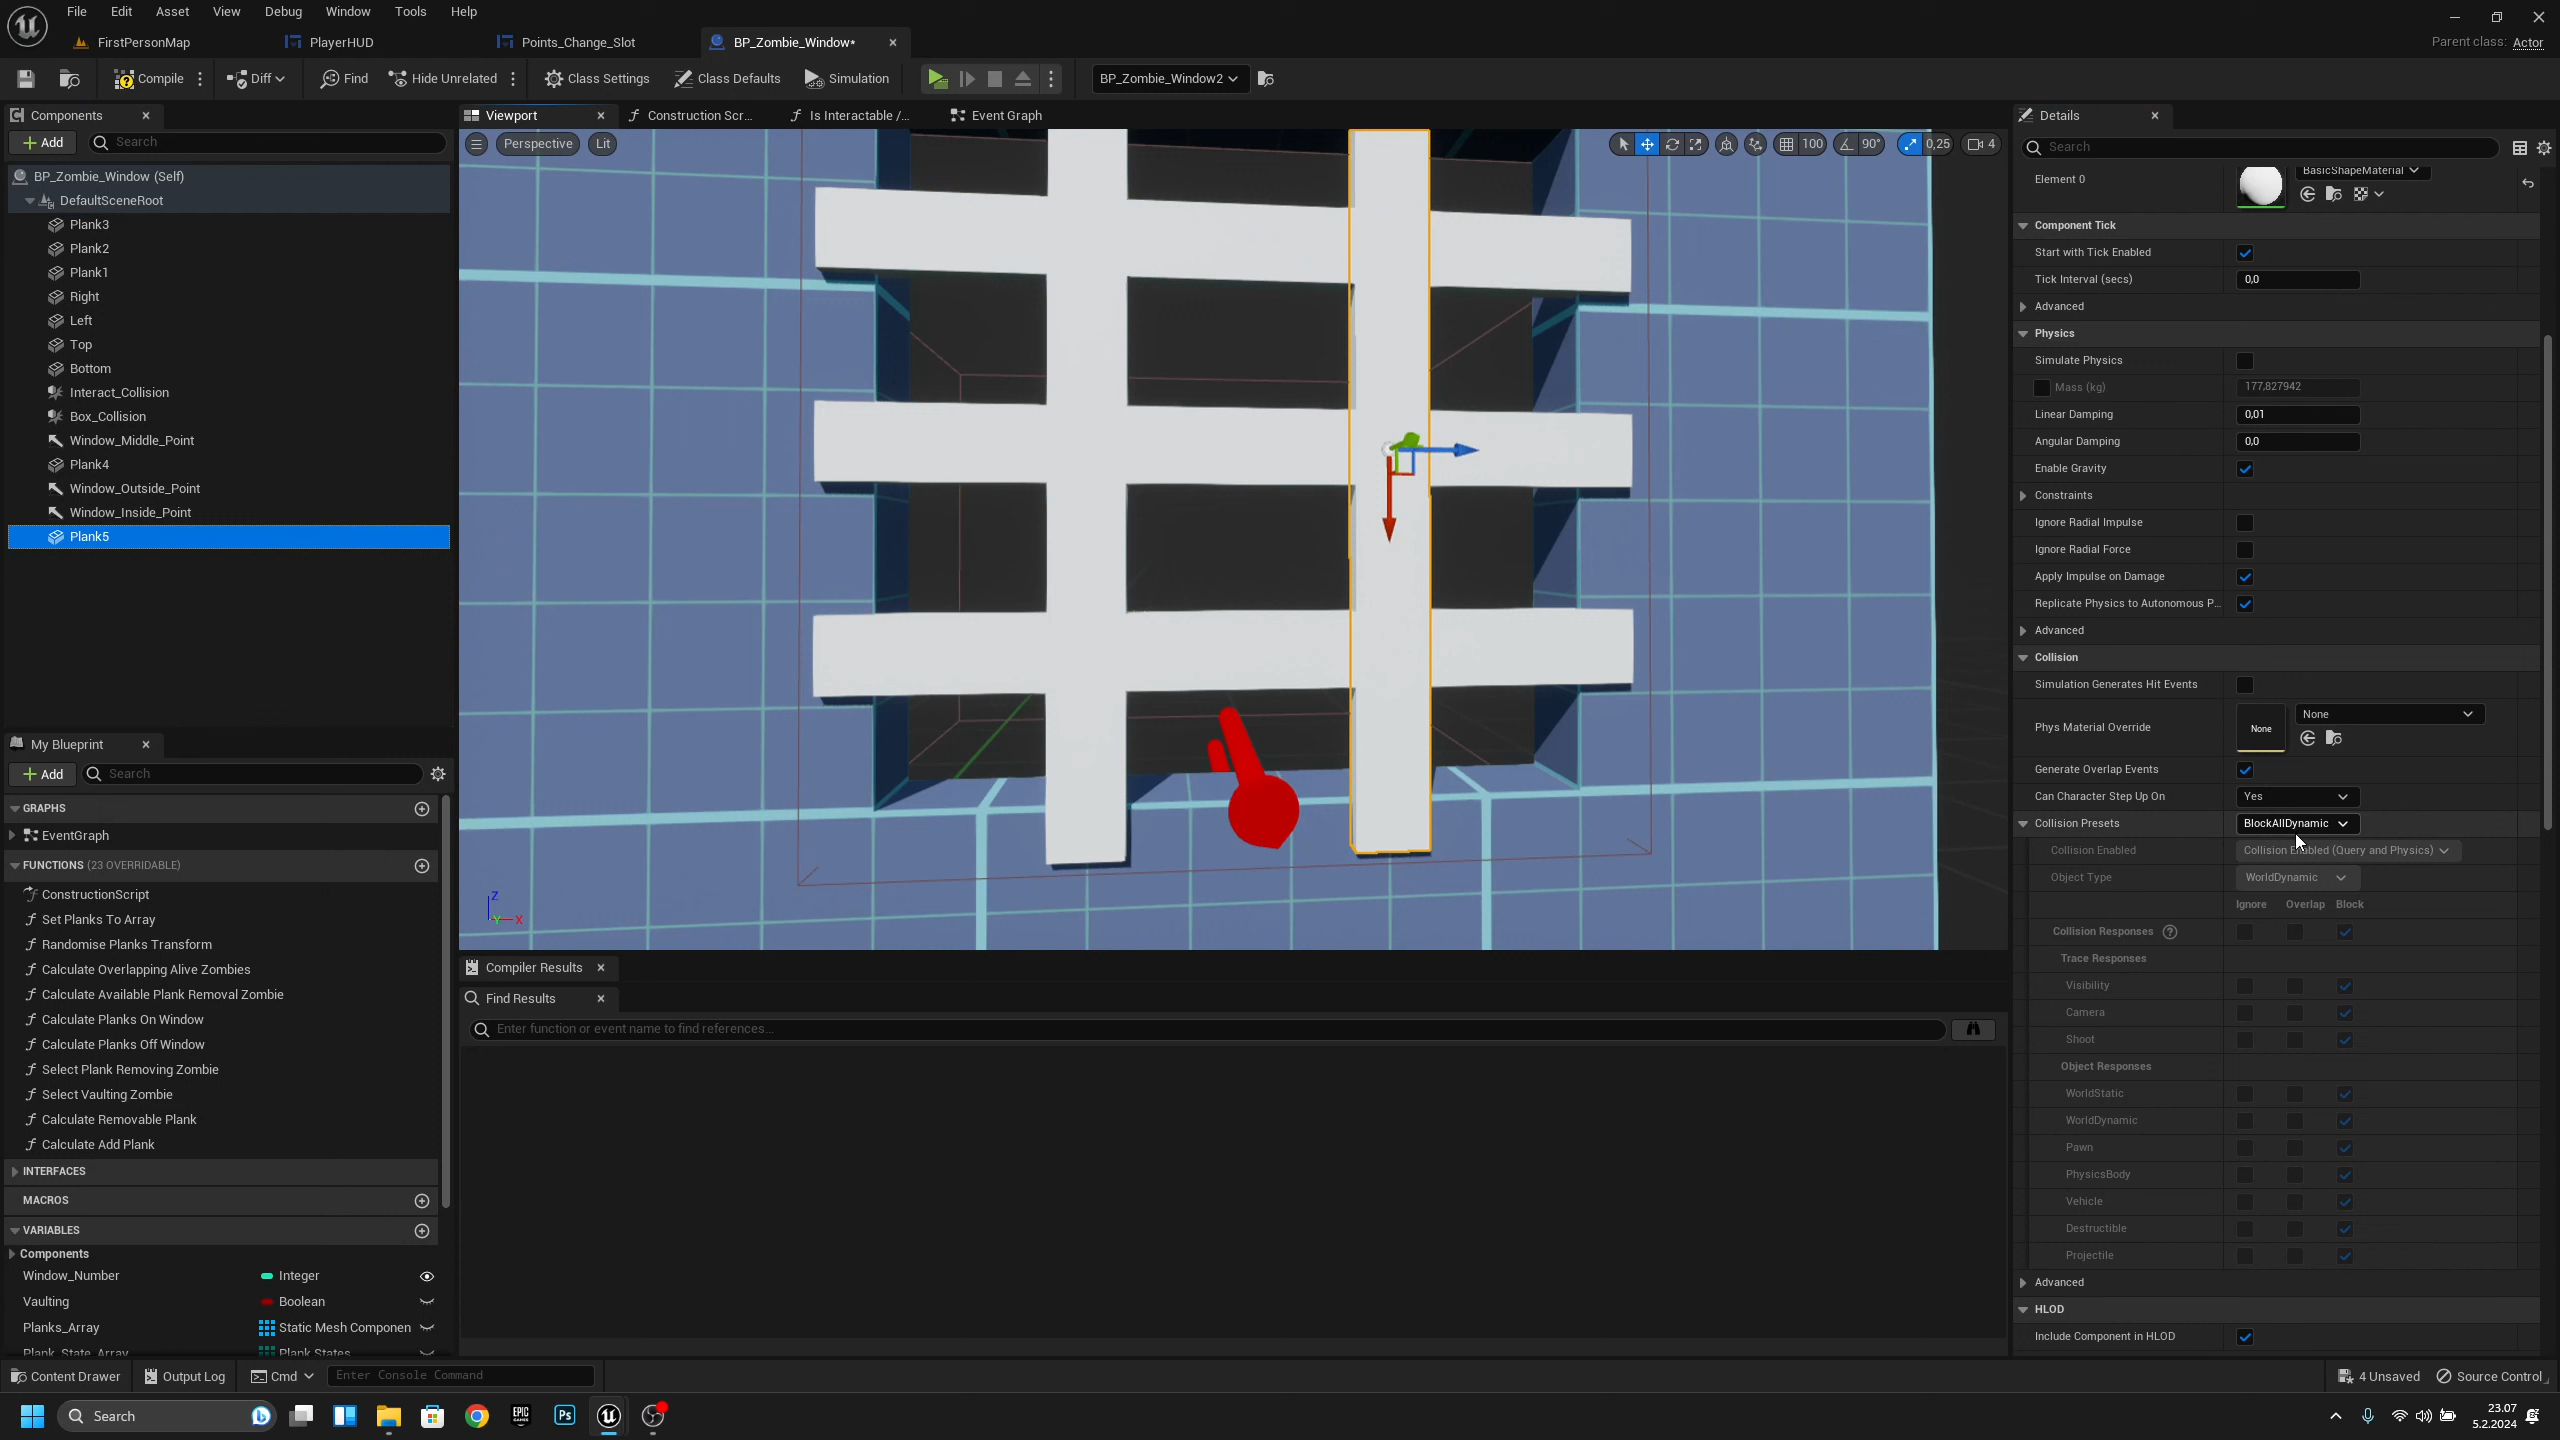 File Edit Asset View Debug Window Tools Help
FirstPersonMap PlayerHUD Points_Change_Slot BP_Zombie_Window*
Parent class: Actor
Compile Diff Find Hide Unrelated Class Settings Class Defaults Simulation BP_Zombie_Window2
Components
Add Search
BP_Zombie_Window (Self)
DefaultSceneRoot
Plank3
Plank2
Plank1
Right
Left
Top
Bottom
Interact_Collision
Box_Collision
Window_Middle_Point
Plank4
Window_Outside_Point
Window_Inside_Point
Plank5
My Blueprint
Add Search
GRAPHS
EventGraph
FUNCTIONS (23 OVERRIDABLE)
ConstructionScript
Set Planks To Array
Randomise Planks Transform
Calculate Overlapping Alive Zombies
Calculate Available Plank Removal Zombie
Calculate Planks On Window
Calculate Planks Off Window
Select Plank Removing Zombie
Select Vaulting Zombie
Calculate Removable Plank
Calculate Add Plank
INTERFACES
MACROS
VARIABLES
Components
Window_Number Integer
Vaulting Boolean
Planks_Array Static Mesh Componen
Plank_State_Array Plank States
Viewport Construction Scr... Is Interactable /... Event Graph
Perspective Lit
100 90° 0,25 4
Z
Y X
Compiler Results
Find Results
Enter function or event name to find references...
Details
Search
Element 0 BasicShapeMaterial
Component Tick
Start with Tick Enabled
Tick Interval (secs) 0,0
Advanced
Physics
Simulate Physics
Mass (kg) 177,827942
Linear Damping 0,01
Angular Damping 0,0
Enable Gravity
Constraints
Ignore Radial Impulse
Ignore Radial Force
Apply Impulse on Damage
Replicate Physics to Autonomous P...
Advanced
Collision
Simulation Generates Hit Events
Phys Material Override None None
Generate Overlap Events
Can Character Step Up On Yes
Collision Presets BlockAllDynamic
Collision Enabled Collision Enabled (Query and Physics)
Object Type WorldDynamic
Ignore Overlap Block
Collision Responses ?
Trace Responses
Visibility
Camera
Shoot
Object Responses
WorldStatic
WorldDynamic
Pawn
PhysicsBody
Vehicle
Destructible
Projectile
Advanced
HLOD
Include Component in HLOD
Content Drawer Output Log Cmd Enter Console Command 4 Unsaved Source Control
Search EPIC GAMES Ps 23.07
5.2.2024